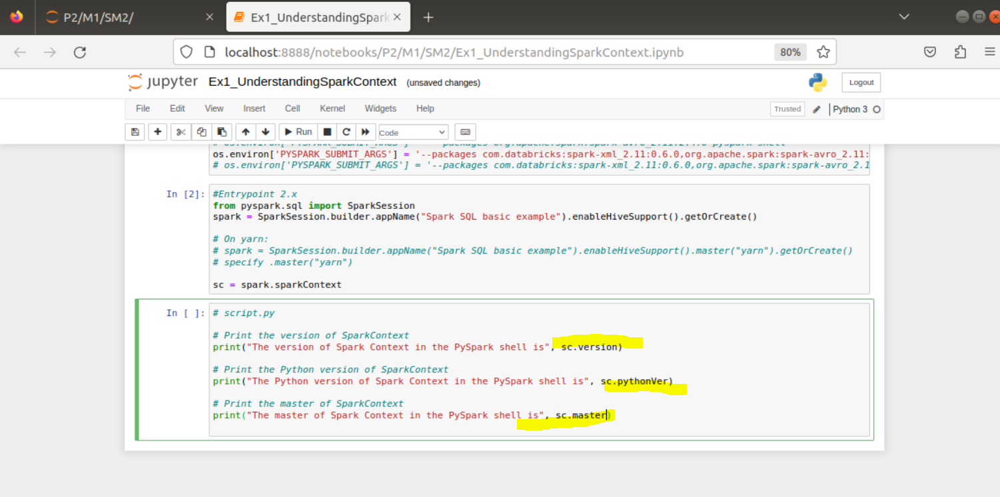 P2/M1/SM2/
Ex1_UnderstandingSpark
localhost:8888/notebooks/P2/M1/SM2/Ex1_UnderstandingSparkContext.ipynb
80%
jupyter Ex1_UnderstandingSparkContext (unsaved changes)
Logout
File Edit View Insert Cell Kernel Widgets Help
Trusted Python 3
Run Code
# os.environ['PYSPARK_SUBMIT_ARGS'] = '--packages org.apache.spark:spark-avro_2.11:2.4.0 pyspark-shell'
os.environ['PYSPARK_SUBMIT_ARGS'] = '--packages com.databricks:spark-xml_2.11:0.6.0,org.apache.spark:spark-avro_2.11:
# os.environ['PYSPARK_SUBMIT_ARGS'] = '--packages com.databricks:spark-xml_2.11:0.6.0,org.apache.spark:spark-avro_2.1
In [2]: #Entrypoint 2.x
from pyspark.sql import SparkSession
spark = SparkSession.builder.appName("Spark SQL basic example").enableHiveSupport().getOrCreate()
# On yarn:
# spark = SparkSession.builder.appName("Spark SQL basic example").enableHiveSupport().master("yarn").getOrCreate()
# specify .master("yarn")
sc = spark.sparkContext
In [ ]: # script.py
# Print the version of SparkContext
print("The version of Spark Context in the PySpark shell is", sc.version)
# Print the Python version of SparkContext
print("The Python version of Spark Context in the PySpark shell is", sc.pythonVer)
# Print the master of SparkContext
print("The master of Spark Context in the PySpark shell is", sc.master)